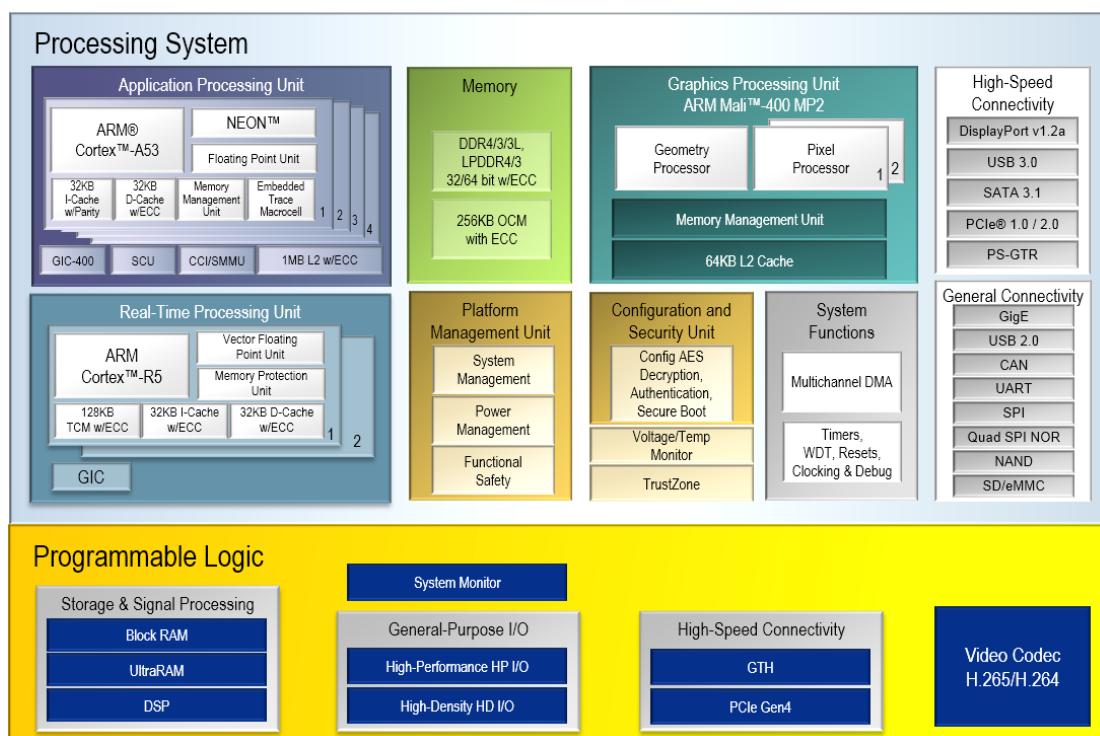 Processing System
Application Processing Unit
ARM®
Cortex™-A53
NEON™
Floating Point Unit
32KB
I-Cache
w/Parity
32KB
D-Cache
w/ECC
Memory
Management
Unit
Embedded
Trace
Macrocell
1
2
3
4
GIC-400
SCU
CCI/SMMU
1MB L2 w/ECC
Memory
DDR4/3/3L,
LPDDR4/3
32/64 bit w/ECC
256KB OCM
with ECC
Graphics Processing Unit
ARM Mali™-400 MP2
Geometry
Processor
Pixel
Processor
1
2
Memory Management Unit
64KB L2 Cache
High-Speed
Connectivity
DisplayPort v1.2a
USB 3.0
SATA 3.1
PCIe® 1.0 / 2.0
PS-GTR
Real-Time Processing Unit
ARM
Cortex™-R5
Vector Floating
Point Unit
Memory Protection
Unit
128KB
TCM w/ECC
32KB I-Cache
w/ECC
32KB D-Cache
w/ECC
1
2
GIC
Platform
Management Unit
System
Management
Power
Management
Functional
Safety
Configuration and
Security Unit
Config AES
Decryption,
Authentication,
Secure Boot
Voltage/Temp
Monitor
TrustZone
System
Functions
Multichannel DMA
Timers,
WDT, Resets,
Clocking & Debug
General Connectivity
GigE
USB 2.0
CAN
UART
SPI
Quad SPI NOR
NAND
SD/eMMC
Programmable Logic
Storage & Signal Processing
Block RAM
UltraRAM
DSP
System Monitor
General-Purpose I/O
High-Performance HP I/O
High-Density HD I/O
High-Speed Connectivity
GTH
PCIe Gen4
Video Codec
H.265/H.264